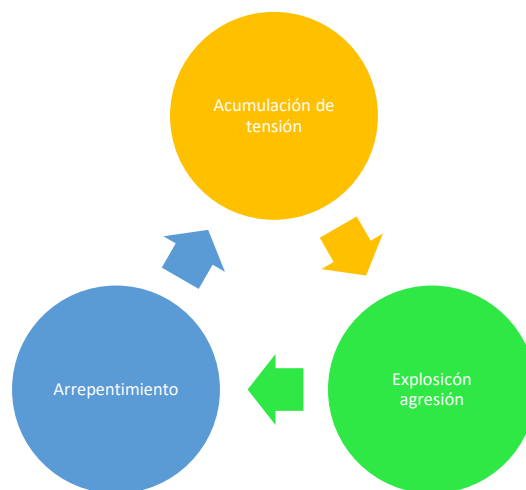 Acumulación de
tensión
Explosicón
agresión
Arrepentimiento